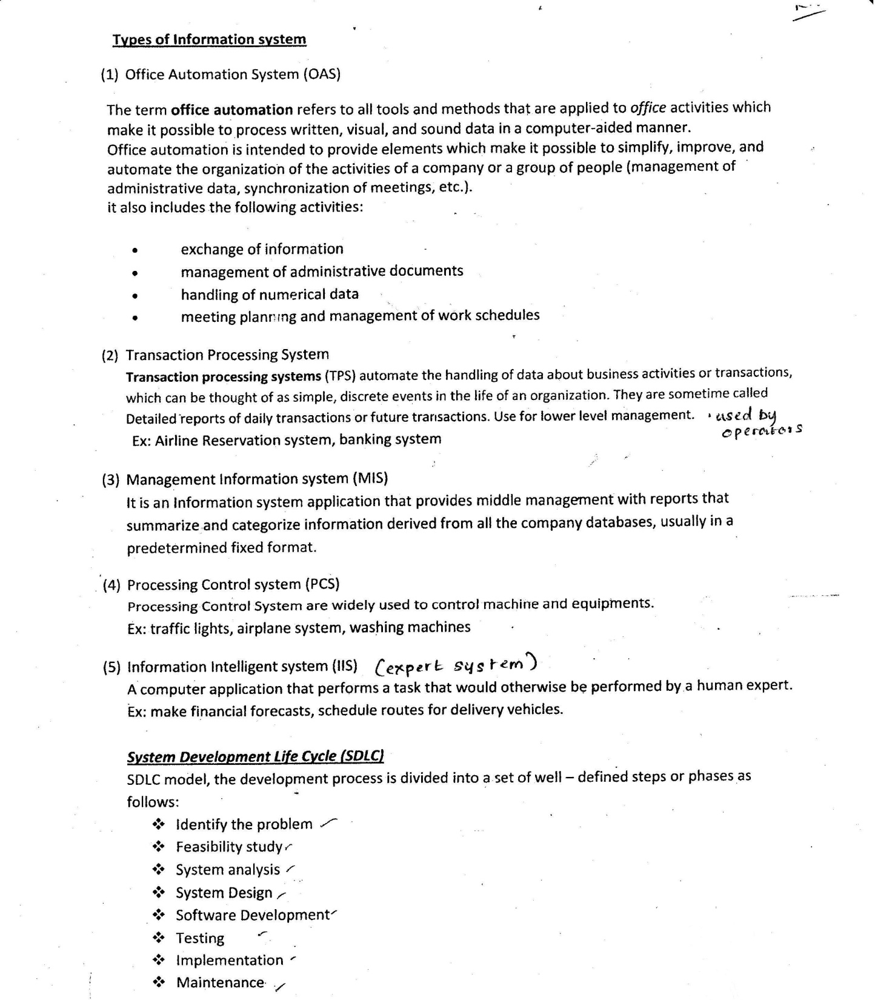 Types of Information system
(1) Office Automation System (OAS)
The term office automation refers to all tools and methods that are applied to office activities which
make it possible to process written, visual, and sound data in a computer-aided manner.
Office automation is intended to provide elements which make it possible to simplify, improve, and
automate the organization of the activities of a company or a group of people (management of
administrative data, synchronization of meetings, etc.).
it also includes the following activities:
• exchange of information
• management of administrative documents
• handling of numerical data
• meeting planning and management of work schedules
(2) Transaction Processing System
Transaction processing systems (TPS) automate the handling of data about business activities or transactions,
which can be thought of as simple, discrete events in the life of an organization. They are sometime called
Detailed reports of daily transactions or future transactions. Use for lower level management. • used by
operators
Ex: Airline Reservation system, banking system
(3) Management Information system (MIS)
It is an Information system application that provides middle management with reports that
summarize and categorize information derived from all the company databases, usually in a
predetermined fixed format.
(4) Processing Control system (PCS)
Processing Control System are widely used to control machine and equipments.
Ex: traffic lights, airplane system, washing machines
(5) Information Intelligent system (IIS) (expert system)
A computer application that performs a task that would otherwise be performed by a human expert.
Ex: make financial forecasts, schedule routes for delivery vehicles.
System Development Life Cycle (SDLC)
SDLC model, the development process is divided into a set of well – defined steps or phases as
follows:
❖ Identify the problem
❖ Feasibility study
❖ System analysis
❖ System Design
❖ Software Development
❖ Testing
❖ Implementation
❖ Maintenance